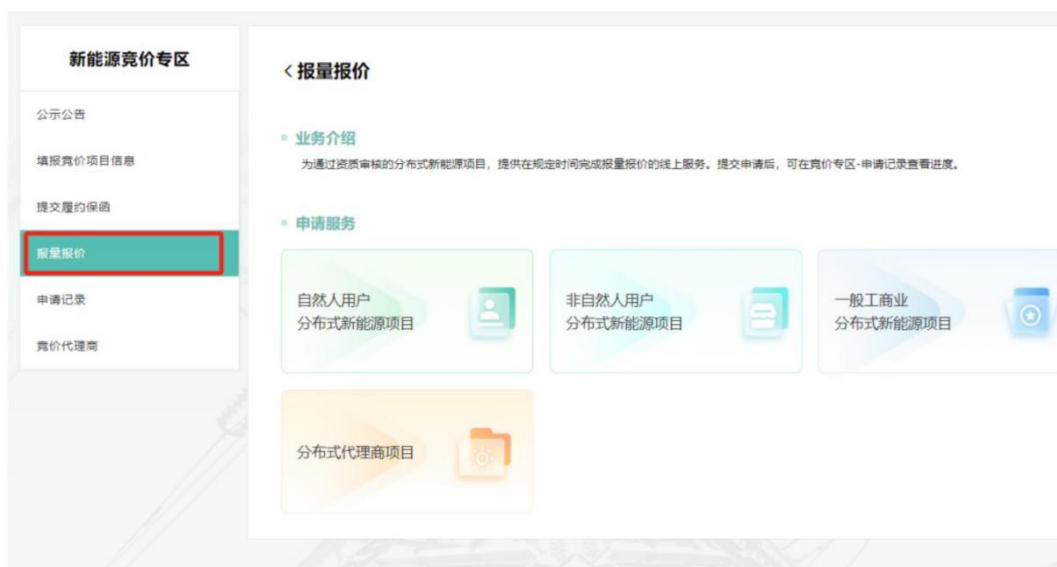 新能源竞价专区
公示公告
填报竞价项目信息
提交履约保函
报量报价
申请记录
竞价代理商
<报量报价
业务介绍
为通过资质审核的分布式新能源项目，提供在规定时间完成报量报价的线上服务。提交申请后，可在竞价专区-申请记录查看进度。
申请服务
自然人用户
分布式新能源项目
非自然人用户
分布式新能源项目
一般工商业
分布式新能源项目
分布式代理商项目